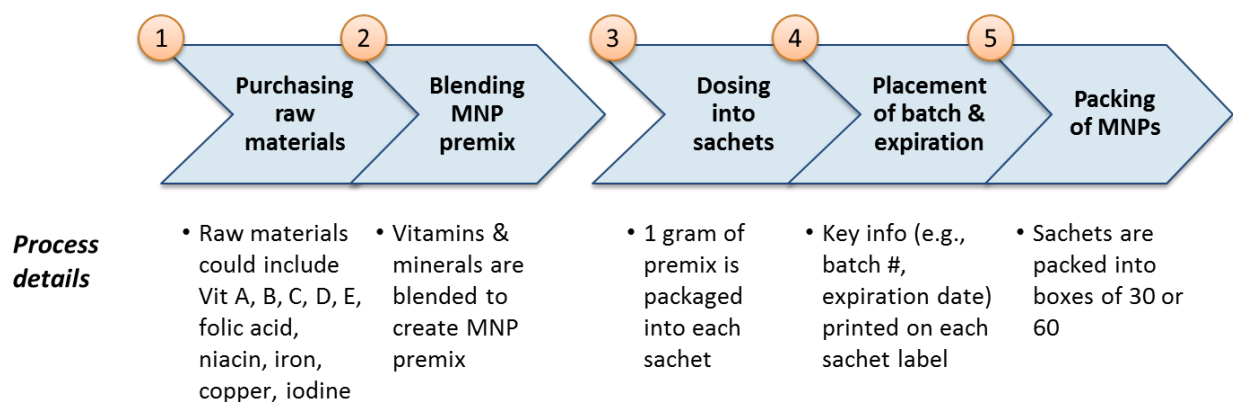 1
2
3
4
5
Purchasing
raw
materials
Blending
MNP
premix
Dosing
into
sachets
Placement
of batch &
expiration
Packing
of MNPs
Process
details
• Raw materials
could include
Vit A, B, C, D, E,
folic acid,
niacin, iron,
copper, iodine
• Vitamins &
minerals are
blended to
create MNP
premix
• 1 gram of
premix is
packaged
into each
sachet
• Key info (e.g.,
batch #,
expiration date)
printed on each
sachet label
• Sachets are
packed into
boxes of 30 or
60